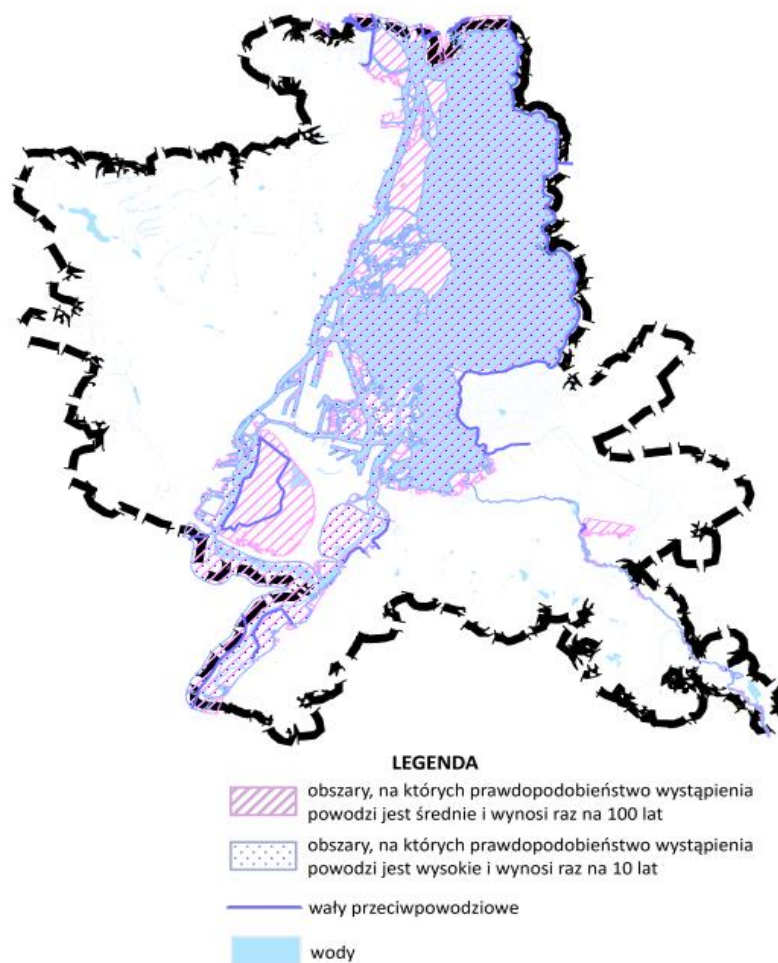 LEGENDA
obszary, na których prawdopodobieństwo wystąpienia
powodzi jest średnie i wynosi raz na 100 lat
obszary, na których prawdopodobieństwo wystąpienia
powodzi jest wysokie i wynosi raz na 10 lat
wały przeciwpowodziowe
wody